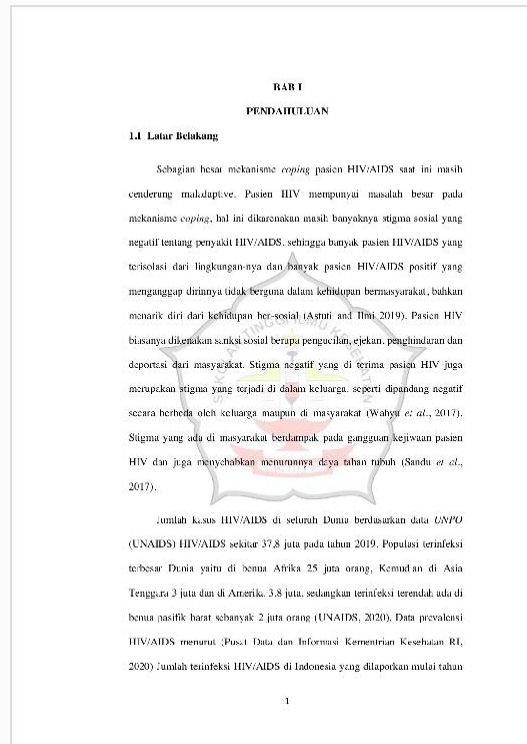 BAB I
PENDAHULUAN
1.1 Latar Belakang
Sebagian besar mekanisme coping pasien HIV/AIDS saat ini masih
cenderung maladaptive. Pasien HIV mempunyai masalah besar pada
mekanisme coping, hal ini dikarenakan masih banyaknya stigma sosial yang
negatif tentang penyakit HIV/AIDS, sehingga banyak pasien HIV/AIDS yang
terisolasi dari lingkungan-nya dan banyak pasien HIV/AIDS positif yang
menganggap dirinnya tidak berguna dalam kehidupan bermasyarakat, bahkan
menarik diri dari kehidupan ber-sosial (Astuti and Ilmi 2019). Pasien HIV
biasanya dikenakan sanksi sosial berupa pengucilan, ejekan, penghindaran dan
deportasi dari masyarakat. Stigma negatif yang di terima pasien HIV juga
merupakan stigma yang terjadi di dalam keluarga, seperti dipandang negatif
secara berbeda oleh keluarga maupun di masyarakat (Wahyu et al., 2017).
Stigma yang ada di masyarakat berdampak pada gangguan kejiwaan pasien
HIV dan juga menyebabkan menurunnya daya tahan tubuh (Sandu et al.,
2017).
Jumlah kasus HIV/AIDS di seluruh Dunia berdasarkan data UNPO
(UNAIDS) HIV/AIDS sekitar 37,8 juta pada tahun 2019. Populasi terinfeksi
terbesar Dunia yaitu di benua Afrika 25 juta orang, Kemudian di Asia
Tenggara 3 juta dan di Amerika 3,8 juta, sedangkan terinfeksi terendah ada di
benua pasifik barat sebanyak 2 juta orang (UNAIDS, 2020). Data prevalensi
HIV/AIDS menurut (Pusat Data dan Informasi Kementrian Kesehatan RI,
2020) Jumlah terinfeksi HIV/AIDS di Indonesia yang dilaporkan mulai tahun
1